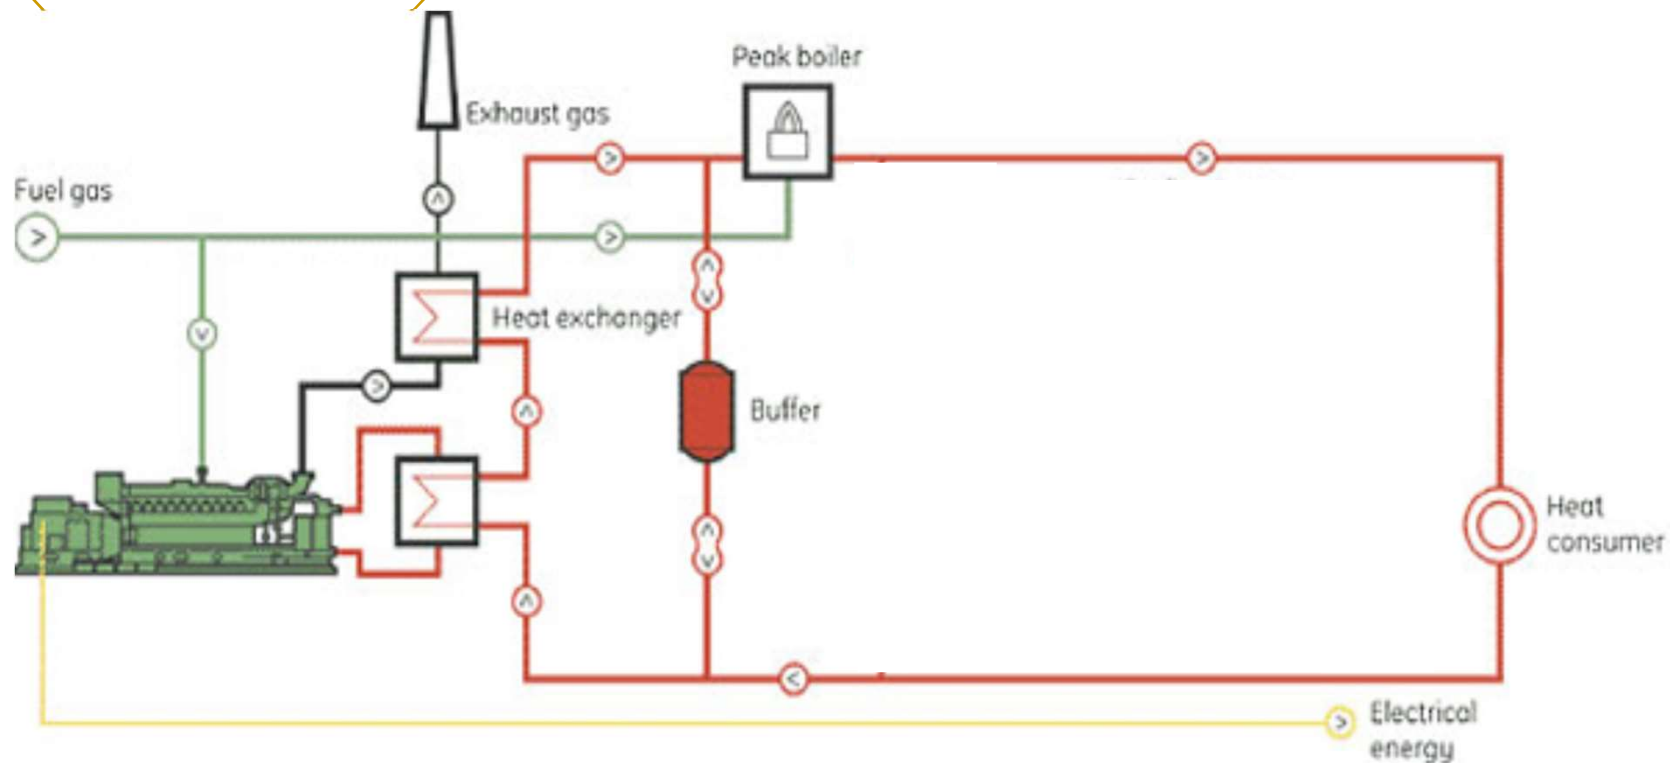 Peak boiler
Exhaust gas
Fuel gas
Heat exchanger
Buffer
Heat
consumer
Electrical
energy